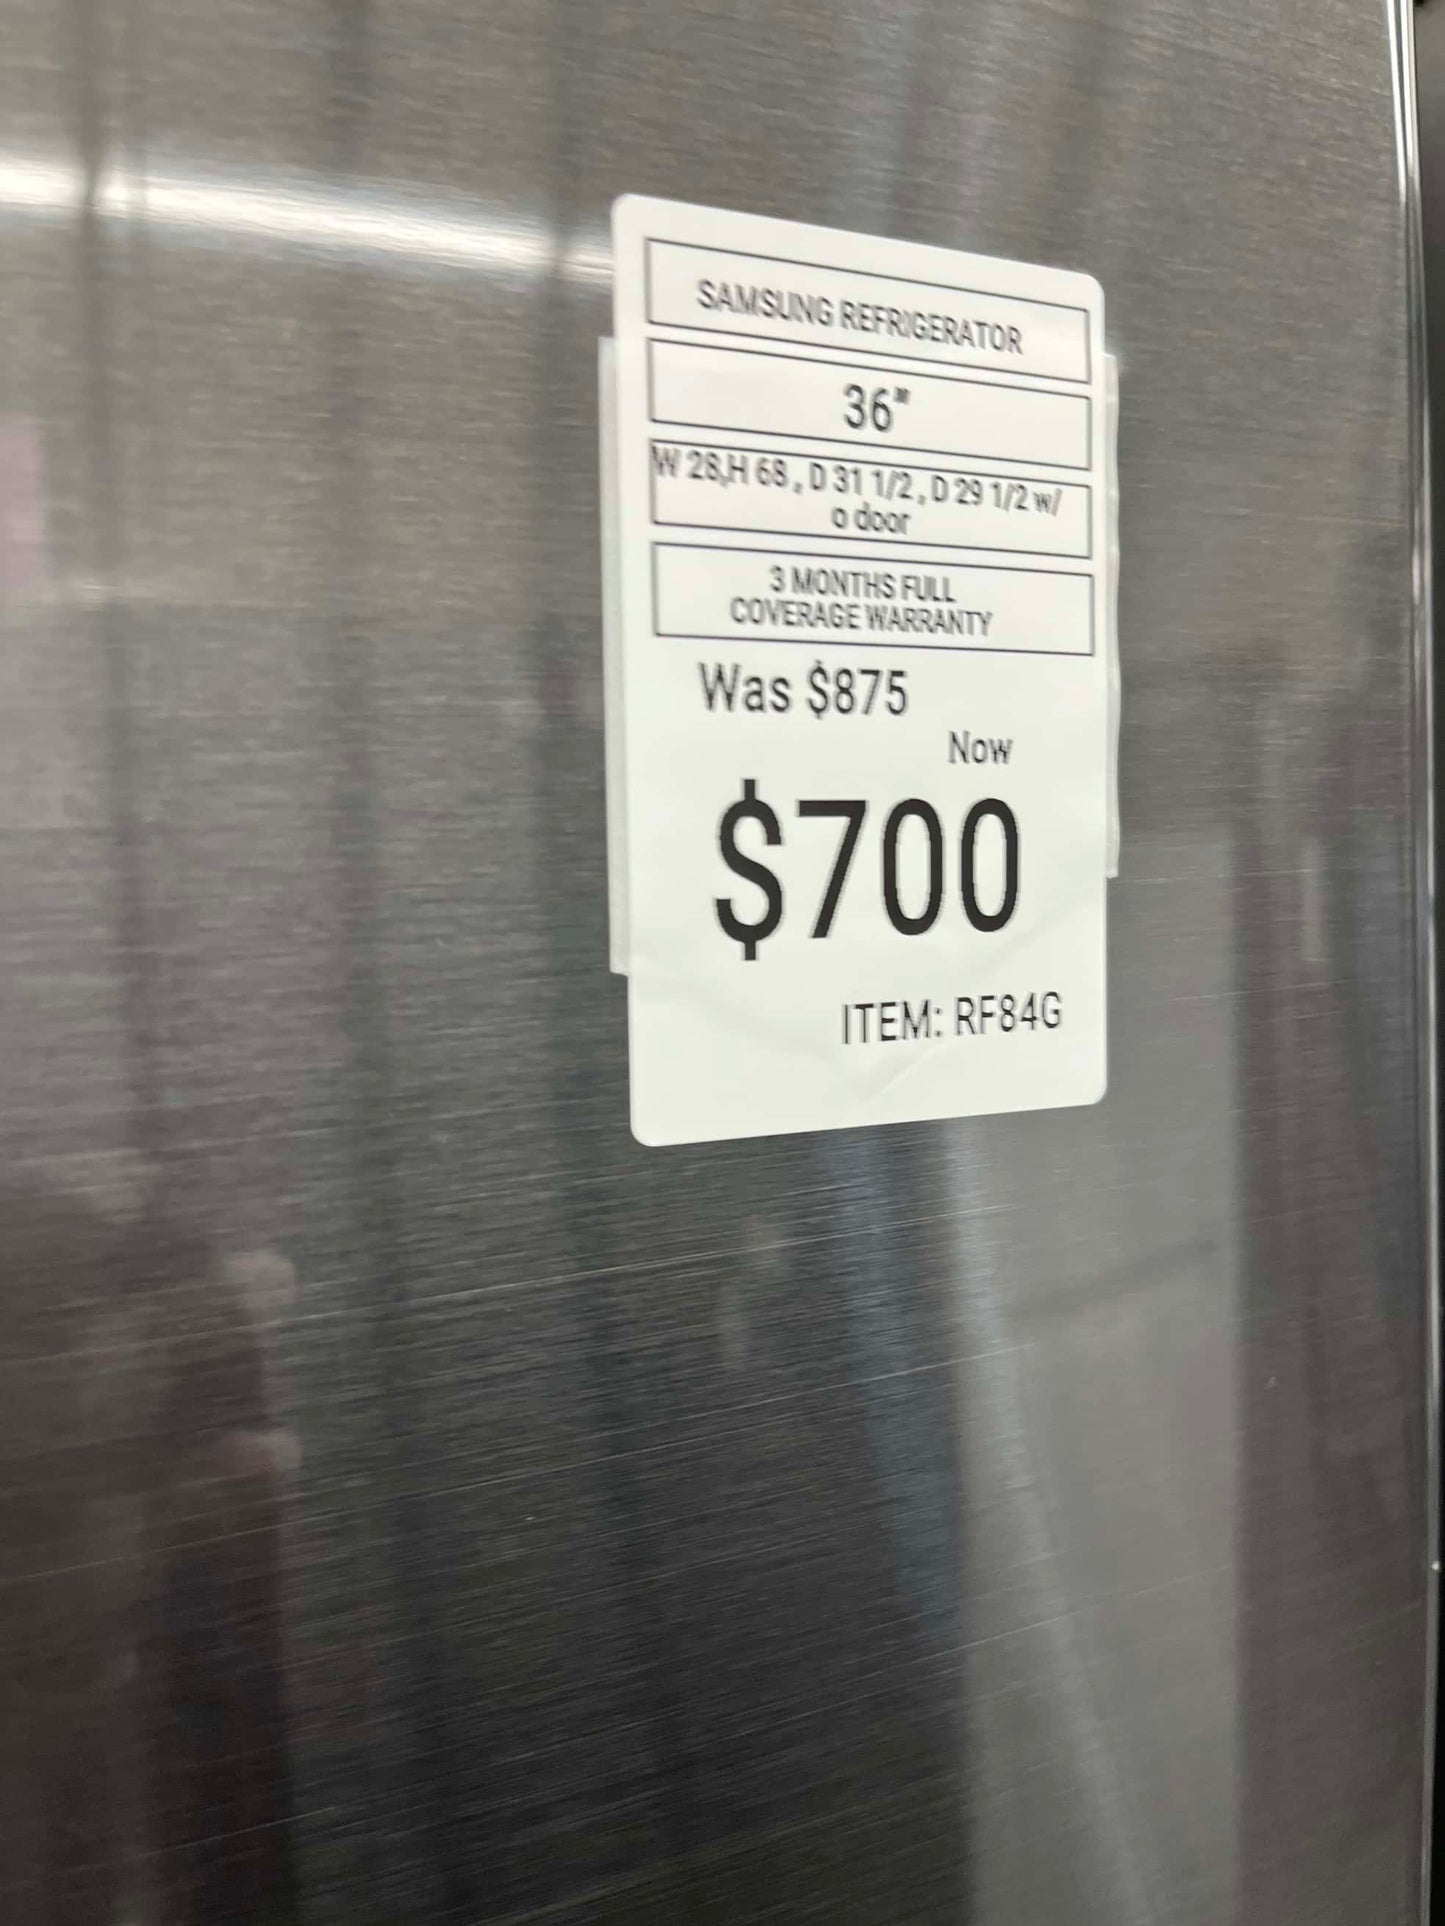 SAMSUNG REFRIGERATOR
36"
W 28,H 68 , D 31 1/2 , D 29 1/2 w/
o door
3 MONTHS FULL
COVERAGE WARRANTY
Was $875
Now
$700
ITEM: RF84G